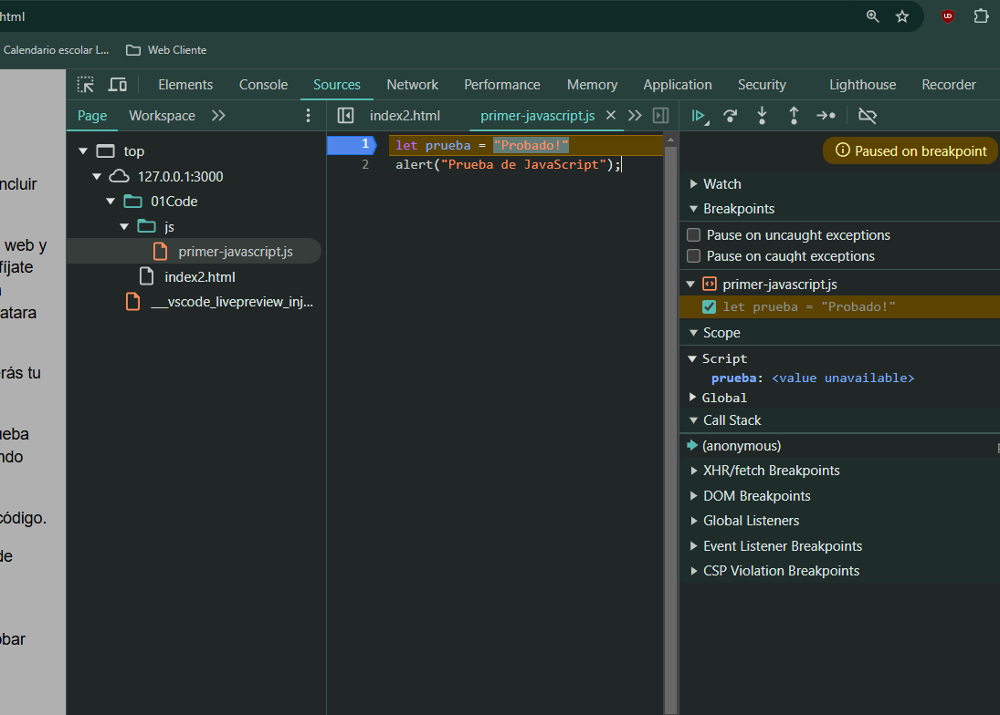 html
Calendario escolar L...
Web Cliente
Elements Console Sources Network Performance Memory Application Security Lighthouse Recorder
Page Workspace
index2.html primer-javascript.js
top
127.0.0.1:3000
01Code
js
primer-javascript.js
index2.html
__vscode_livepreview_inj...
1 let prueba = "Probado!"
2 alert("Prueba de JavaScript");
Paused on breakpoint
Watch
Breakpoints
Pause on uncaught exceptions
Pause on caught exceptions
primer-javascript.js
let prueba = "Probado!"
Scope
Script
prueba: <value unavailable>
Global
Call Stack
(anonymous)
XHR/fetch Breakpoints
DOM Breakpoints
Global Listeners
Event Listener Breakpoints
CSP Violation Breakpoints
ncluir
web y
fíjate
atara
rás tu
ueba
ndo
código.
de
obar